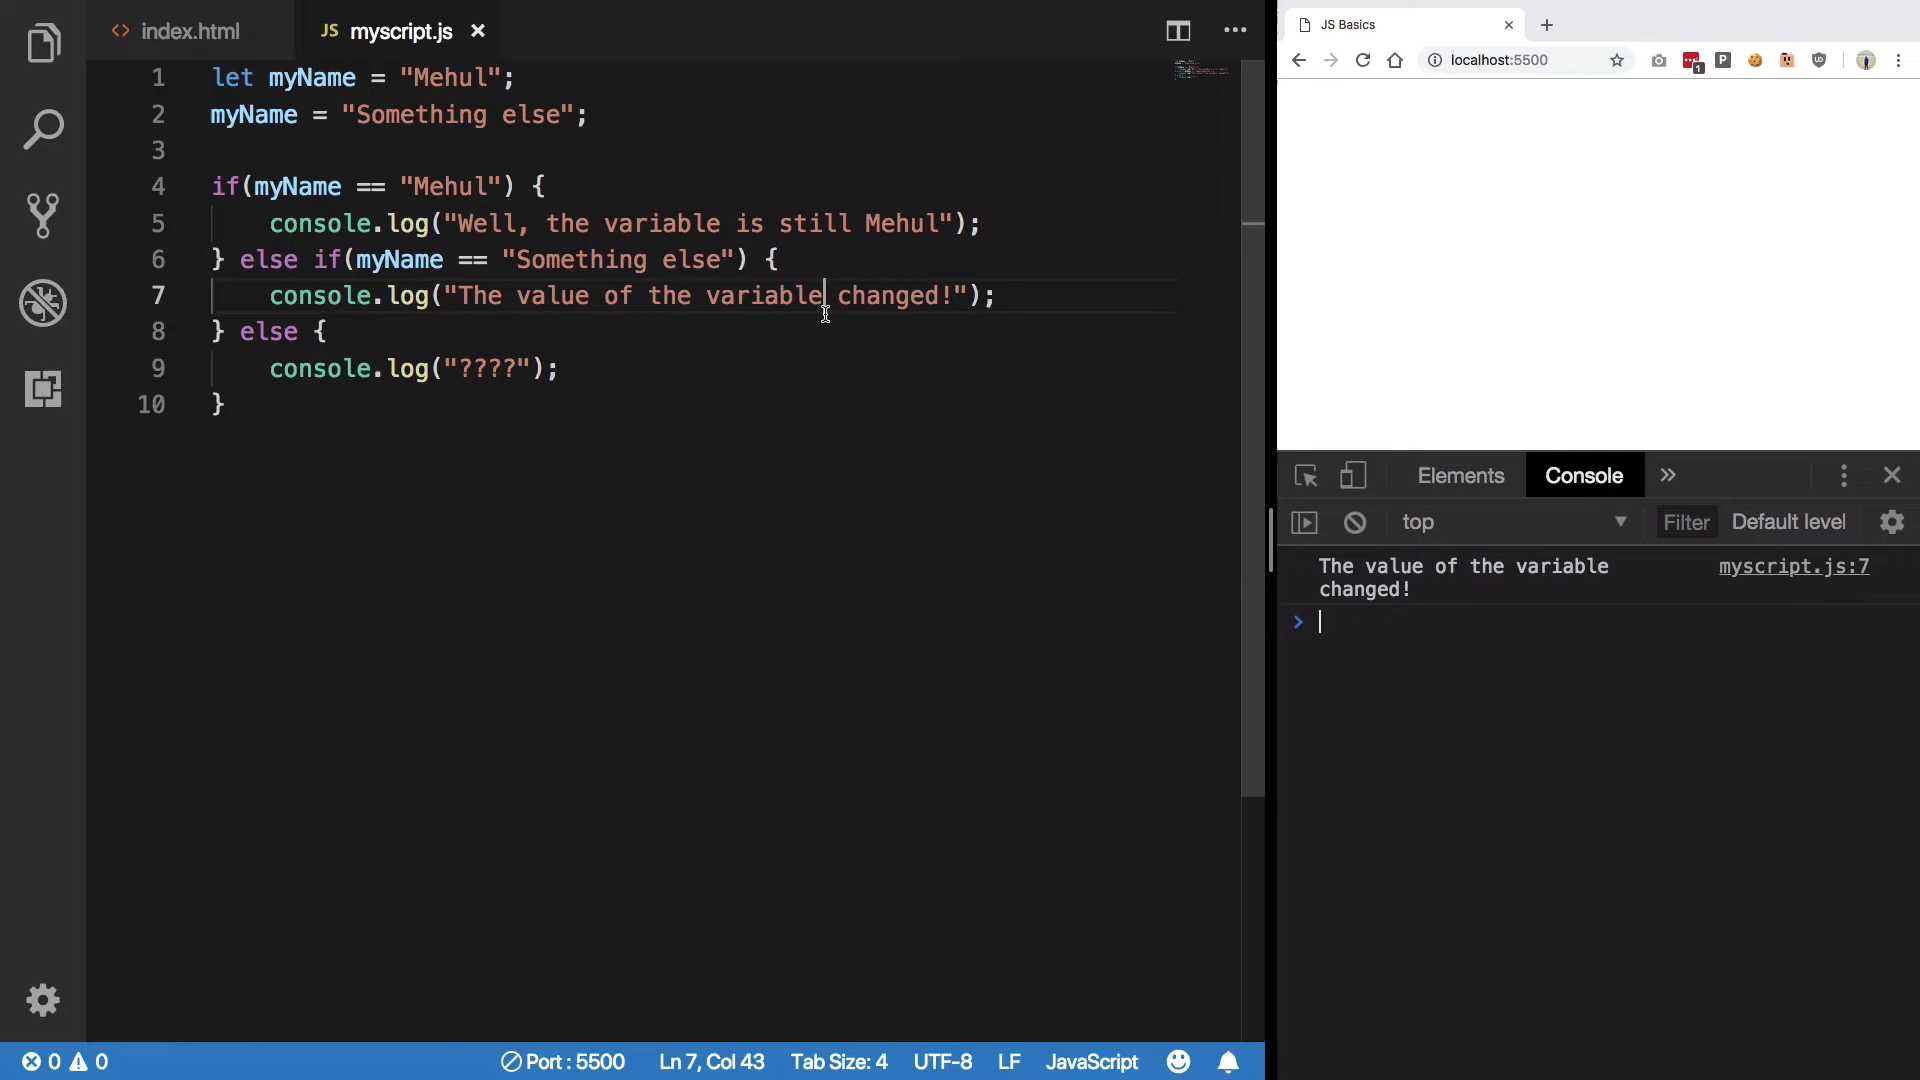 index.html
JS myscript.js
1 let myName = "Mehul";
2 myName = "Something else";
3
4 if(myName == "Mehul") {
5 console.log("Well, the variable is still Mehul");
6 } else if(myName == "Something else") {
7 console.log("The value of the variable changed!");
8 } else {
9 console.log("????");
10 }
0 0
Port : 5500
Ln 7, Col 43
Tab Size: 4
UTF-8
LF
JavaScript
JS Basics
localhost:5500
1
P
Elements
Console
top
Filter
Default level
The value of the variable
changed!
myscript.js:7